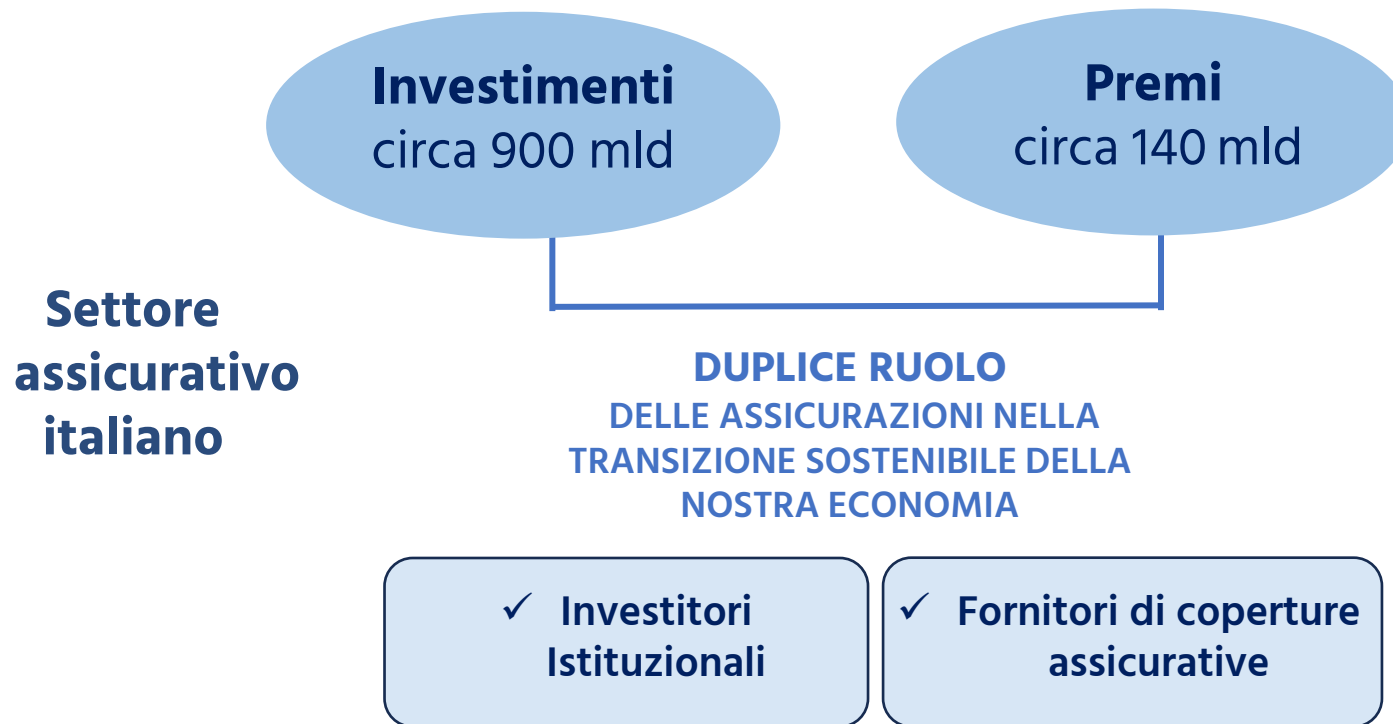 Investimenti
circa 900 mld
Premi
circa 140 mld
Settore
assicurativo
italiano
DUPLICE RUOLO
DELLE ASSICURAZIONI NELLA
TRANSIZIONE SOSTENIBILE DELLA
NOSTRA ECONOMIA
✓ Investitori
Istituzionali
✓ Fornitori di coperture
assicurative